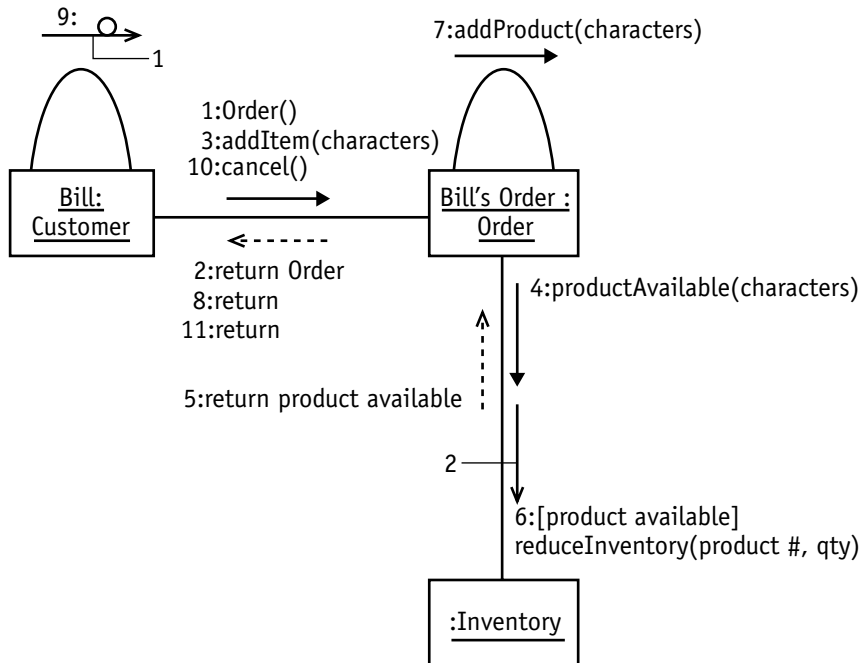 9:
1
7:addProduct(characters)
1:Order()
3:addItem(characters)
10:cancel()
Bill:
Customer
Bill's Order :
Order
2:return Order
8:return
11:return
4:productAvailable(characters)
5:return product available
2
6:[product available]
reduceInventory(product #, qty)
:Inventory